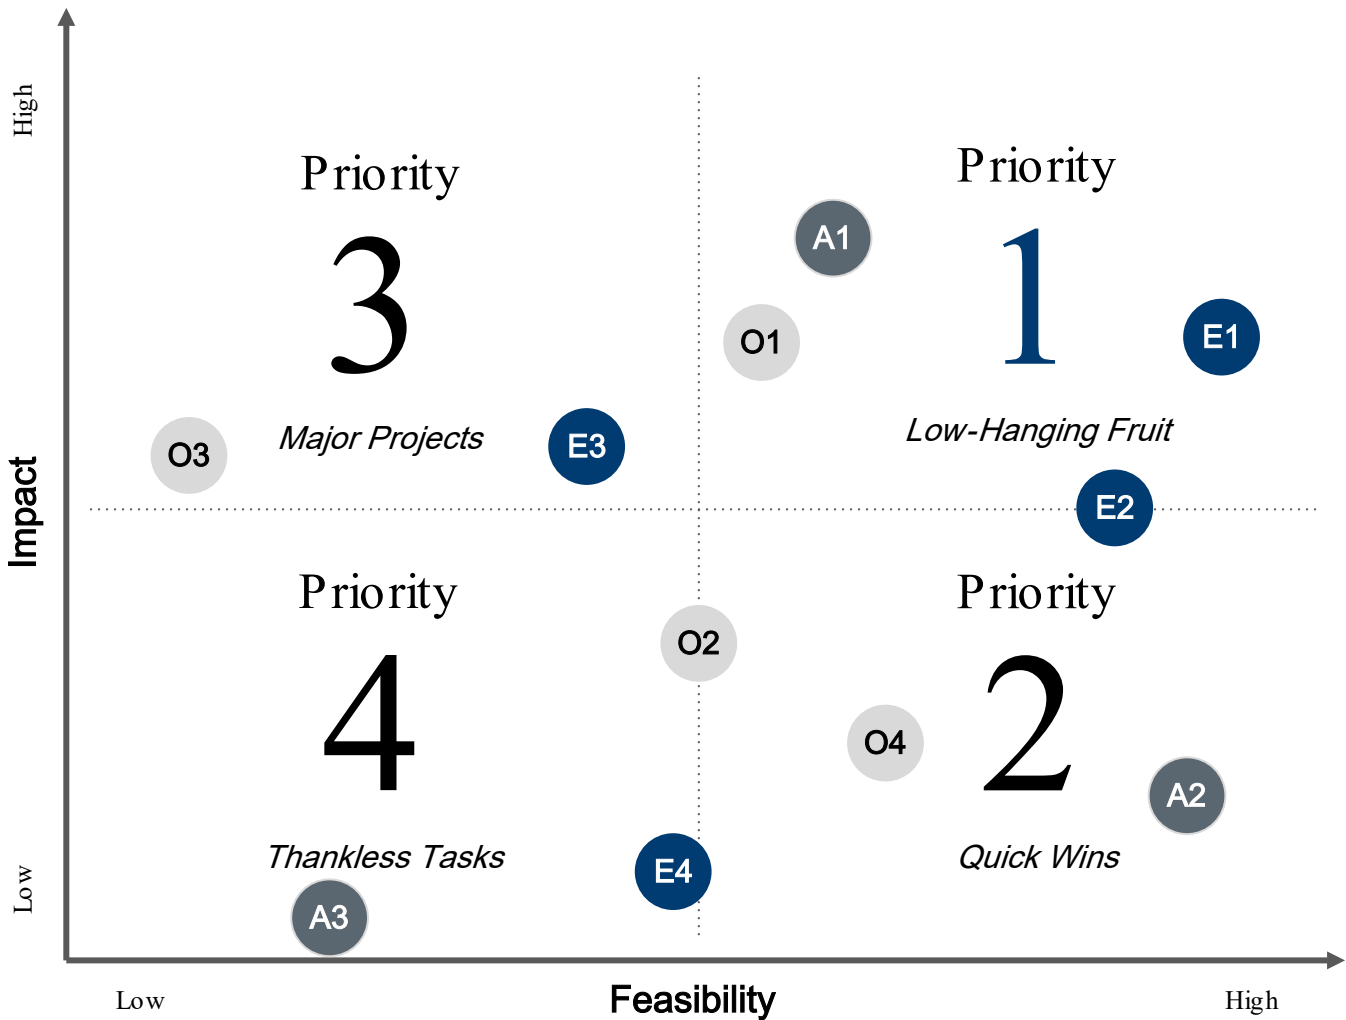 High
Priority
3
Major Projects
Priority
1
Low-Hanging Fruit
A1
O1
E1
O3
E3
E2
Impact
Priority
4
Thankless Tasks
Priority
2
Quick Wins
O2
O4
A2
E4
A3
Low
Low
Feasibility
High